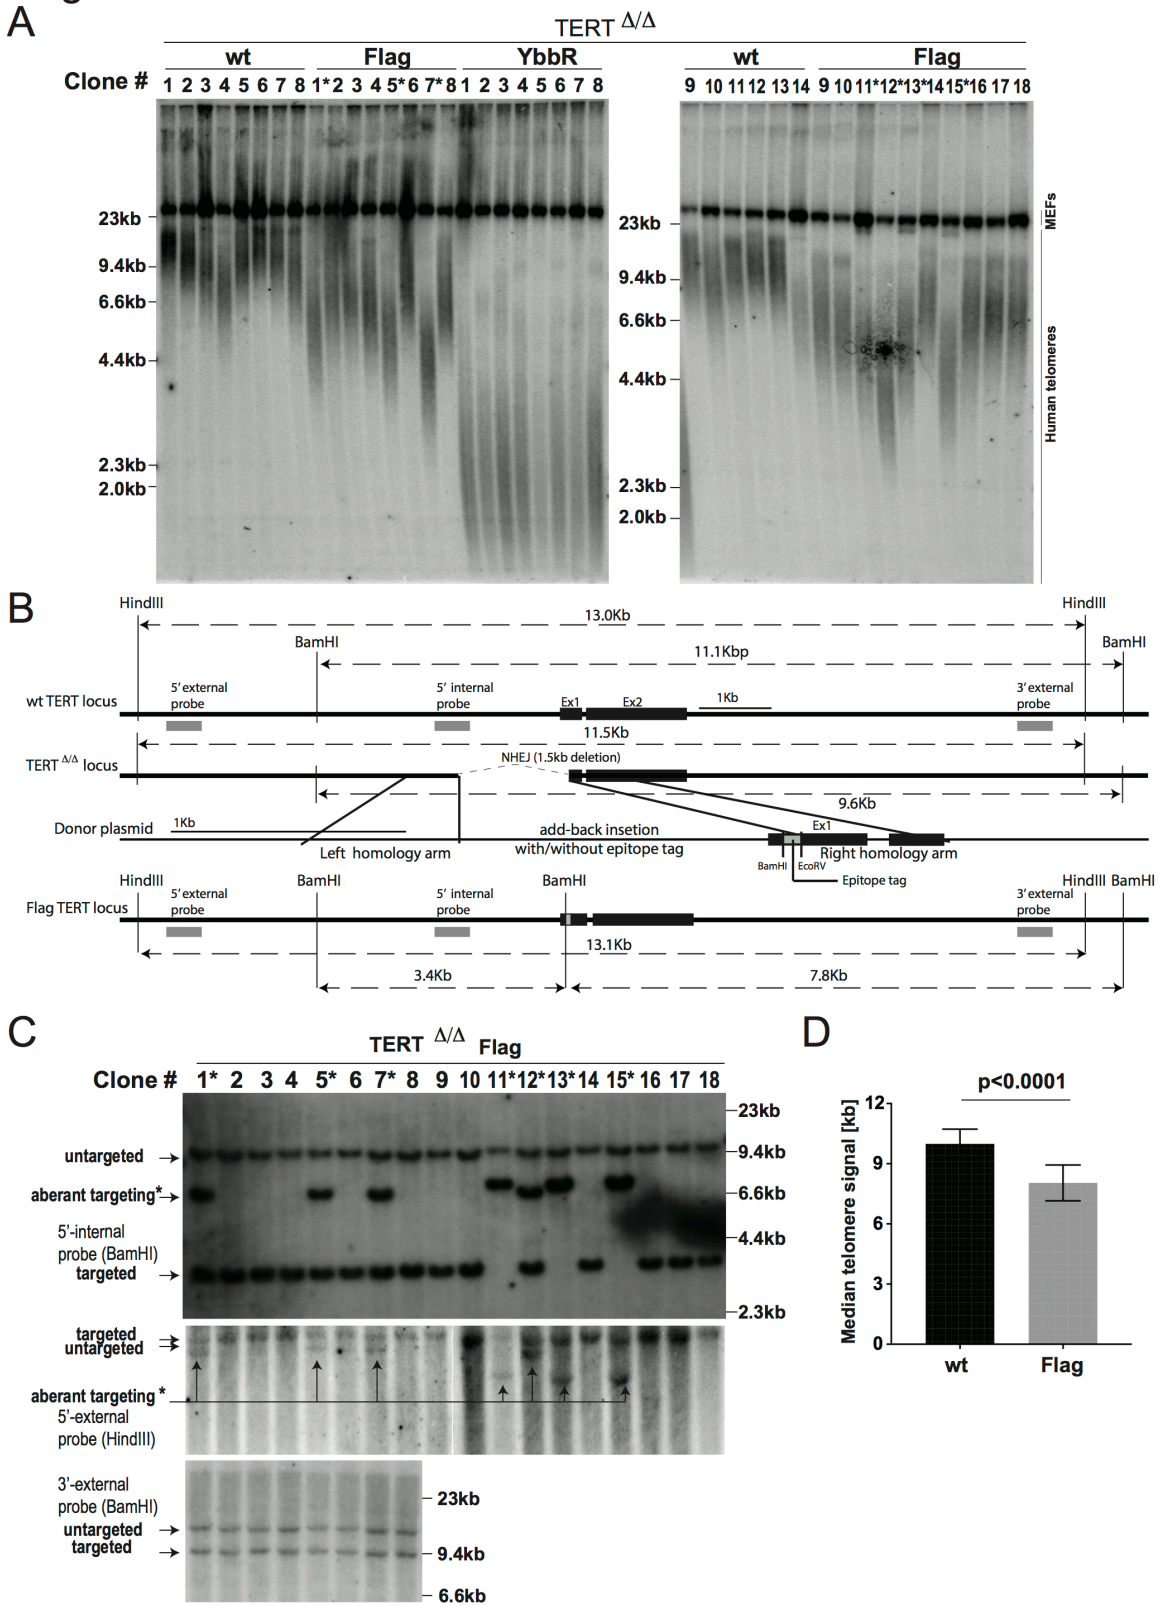 A
TERT Δ/Δ
wt Flag YbbR wt Flag
Clone # 1 2 3 4 5 6 7 8 1* 2 3 4 5* 6 7* 8 1 2 3 4 5 6 7 8 9 10 11 12 13 14 9 10 11* 12* 13* 14 15* 16 17 18
23kb
9.4kb
6.6kb
4.4kb
2.3kb
2.0kb
23kb
9.4kb
6.6kb
4.4kb
2.3kb
2.0kb
MEFs
Human telomeres
B
HindIII HindIII
13.0Kb
BamHI BamHI
11.1Kbp
wt TERT locus
5' external
probe
5' internal
probe
Ex1 Ex2 1Kb
3' external
probe
11.5Kb
TERT Δ/Δ locus
NHEJ (1.5kb deletion)
9.6Kb
Donor plasmid
1Kb
Left homology arm
add-back insetion
with/without epitope tag
Ex1
BamHI EcoRV
Right homology arm
Epitope tag
HindIII BamHI BamHI HindIII BamHI
Flag TERT locus
5' external
probe
5' internal
probe
3' external
probe
13.1Kb
3.4Kb 7.8Kb
C
TERT Δ/Δ Flag
Clone # 1* 2 3 4 5* 6 7* 8 9 10 11* 12* 13* 14 15* 16 17 18
23kb
untargeted
9.4kb
aberant targeting*
6.6kb
5'-internal
probe (BamHI)
4.4kb
targeted
2.3kb
targeted
untargeted
aberant targeting *
5'-external
probe (HindIII)
3'-external
probe (BamHI)
23kb
untargeted
targeted
9.4kb
6.6kb
D
p<0.0001
Median telomere signal [kb]
12
9
6
3
0
wt Flag